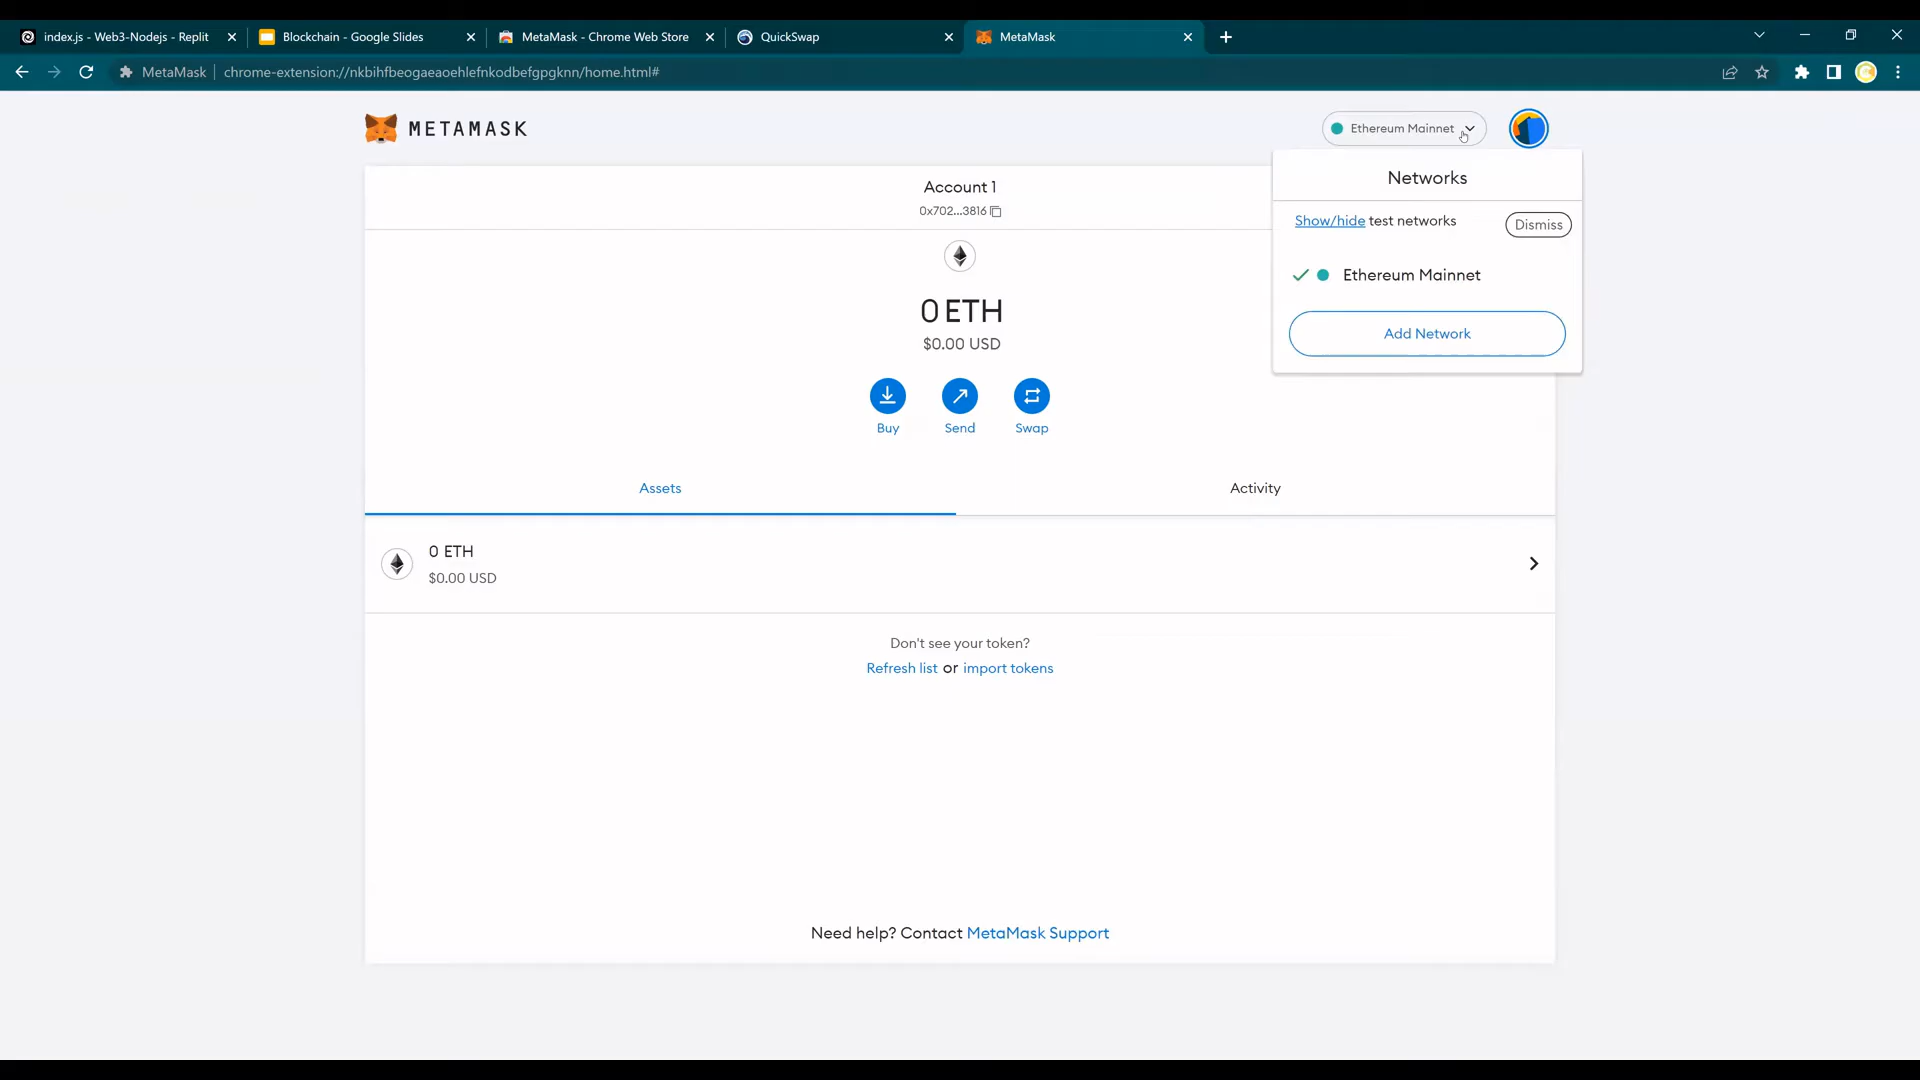 index.js - Web3-Nodejs - Replit
Blockchain - Google Slides
MetaMask - Chrome Web Store
QuickSwap
MetaMask
MetaMask
chrome-extension://nkbihfbeogaeaoehlefnkodbefgpgknn/home.html#
METAMASK
Ethereum Mainnet
Networks
Show/hide test networks
Dismiss
Ethereum Mainnet
Add Network
Account 1
0x702...3816
0 ETH
$0.00 USD
Buy
Send
Swap
Assets
Activity
0 ETH
$0.00 USD
Don't see your token?
Refresh list or import tokens
Need help? Contact MetaMask Support